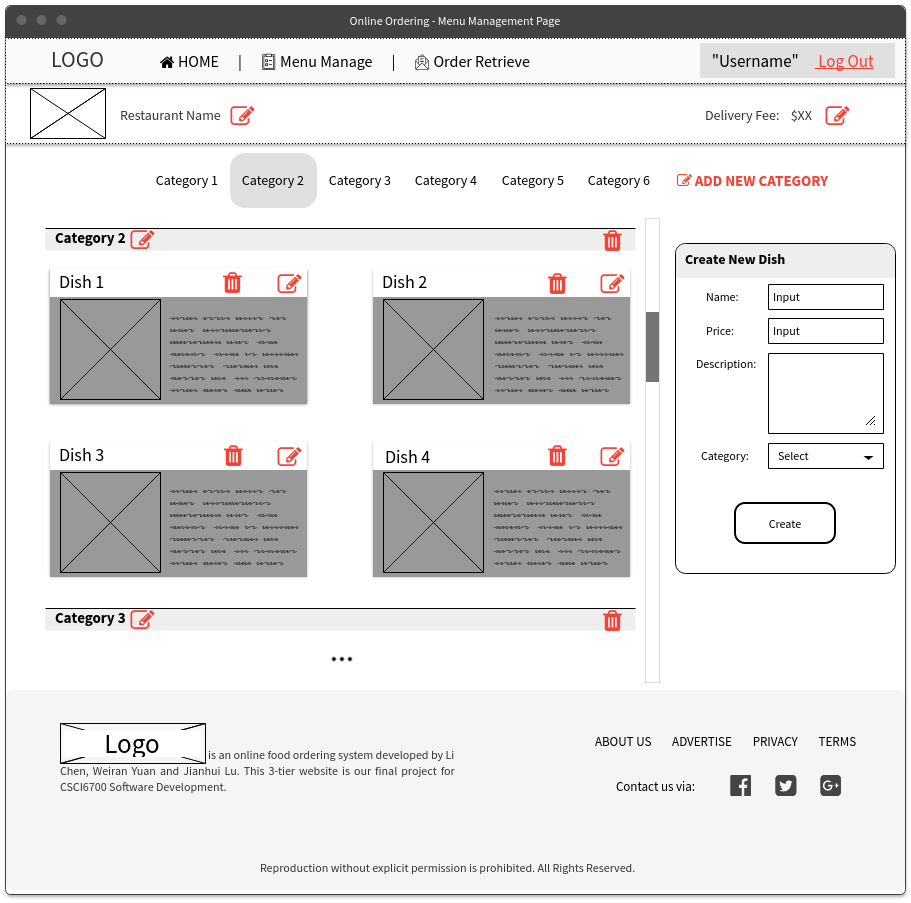 Online Ordering - Menu Management Page
LOGO HOME | Menu Manage | Order Retrieve "Username" Log Out
Restaurant Name Delivery Fee: $XX
Category 1 Category 2 Category 3 Category 4 Category 5 Category 6 ADD NEW CATEGORY
Category 2
Dish 1 Dish 2
Dish 3 Dish 4
Category 3
...
Create New Dish
Name: Input
Price: Input
Description:
Category: Select
Create
Logo is an online food ordering system developed by Li
Chen, Weiran Yuan and Jianhui Lu. This 3-tier website is our final project for
CSCI6700 Software Development.
ABOUT US ADVERTISE PRIVACY TERMS
Contact us via:
Reproduction without explicit permission is prohibited. All Rights Reserved.